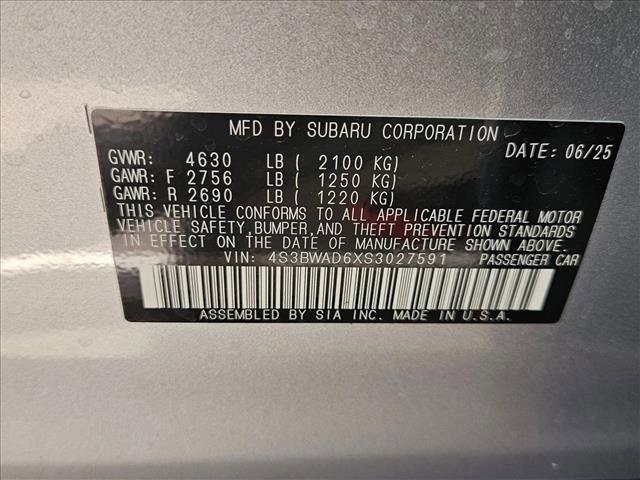 MFD BY SUBARU CORPORATION
DATE: 06/25
GVWR: 4630 LB ( 2100 KG)
GAWR: F 2756 LB ( 1250 KG)
GAWR: R 2690 LB ( 1220 KG)
THIS VEHICLE CONFORMS TO ALL APPLICABLE FEDERAL MOTOR
VEHICLE SAFETY, BUMPER, AND THEFT PREVENTION STANDARDS
IN EFFECT ON THE DATE OF MANUFACTURE SHOWN ABOVE.
VIN: 4S3BWAD6XS3027591 PASSENGER CAR
ASSEMBLED BY SIA INC. MADE IN U.S.A.